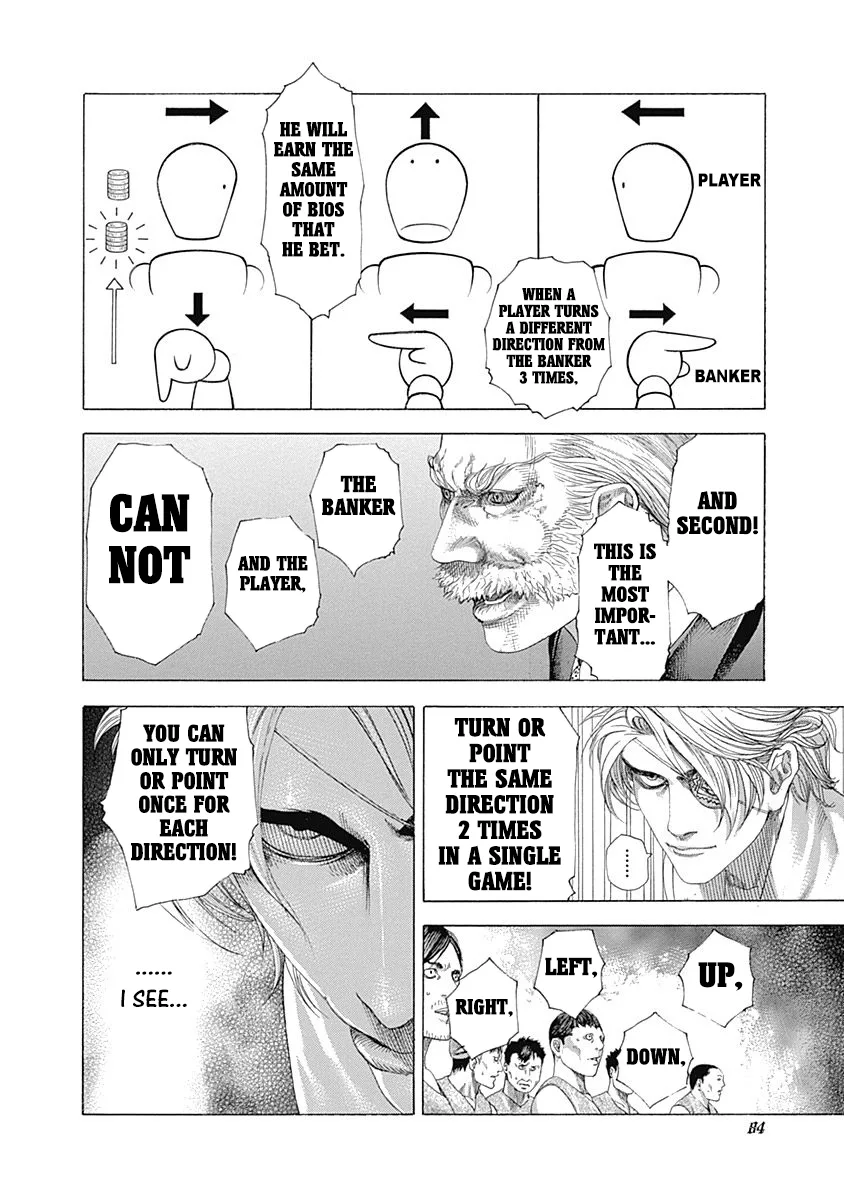 PLAYER
BANKER
WHEN A
PLAYER TURNS
A DIFFERENT
DIRECTION FROM
THE BANKER
3 TIMES,
HE WILL
EARN THE
SAME
AMOUNT
OF BIOS
THAT
HE BET.
AND
SECOND!
THIS IS
THE
MOST
IMPOR-
TANT...
THE
BANKER
AND THE
PLAYER,
CAN
NOT
TURN OR
POINT
THE SAME
DIRECTION
2 TIMES
IN A SINGLE
GAME!
......
UP,
DOWN,
LEFT,
RIGHT,
YOU CAN
ONLY TURN
OR POINT
ONCE FOR
EACH
DIRECTION!
......
I SEE...